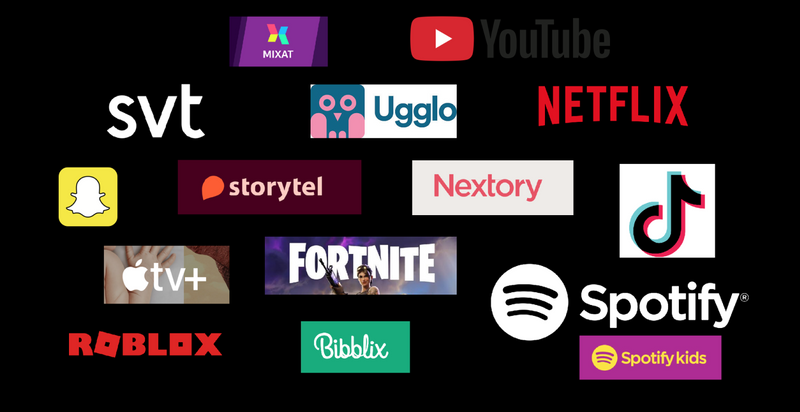 MIXAT
YouTube
svt
Ugglo
NETFLIX
storytel
Nextory
tv+
FORTNITE
Spotify®
ROBLOX
Bibblix
Spotify kids